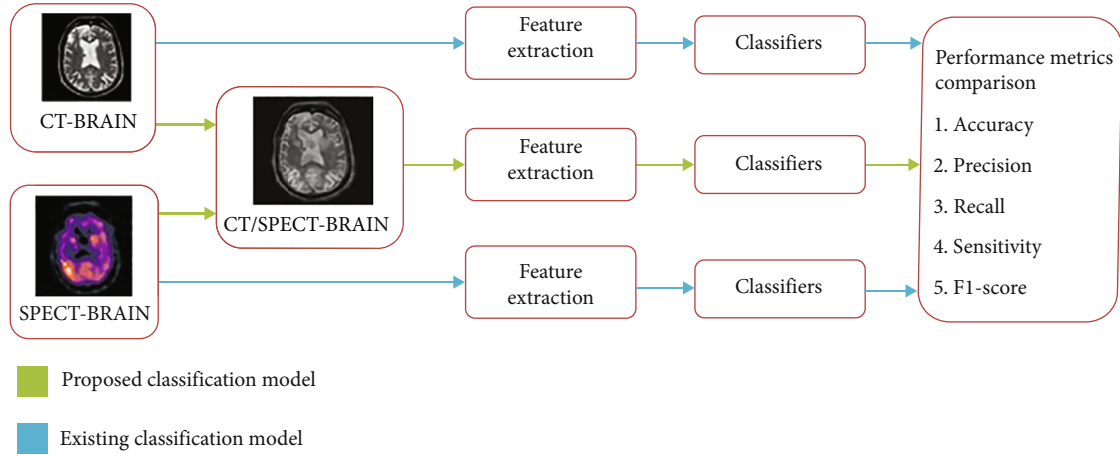 CT-BRAIN
Feature
extraction
Classifiers
SPECT-BRAIN
CT/SPECT-BRAIN
Feature
extraction
Classifiers
Feature
extraction
Classifiers
Performance metrics
comparison
1. Accuracy
2. Precision
3. Recall
4. Sensitivity
5. F1-score
Proposed classification model
Existing classification model